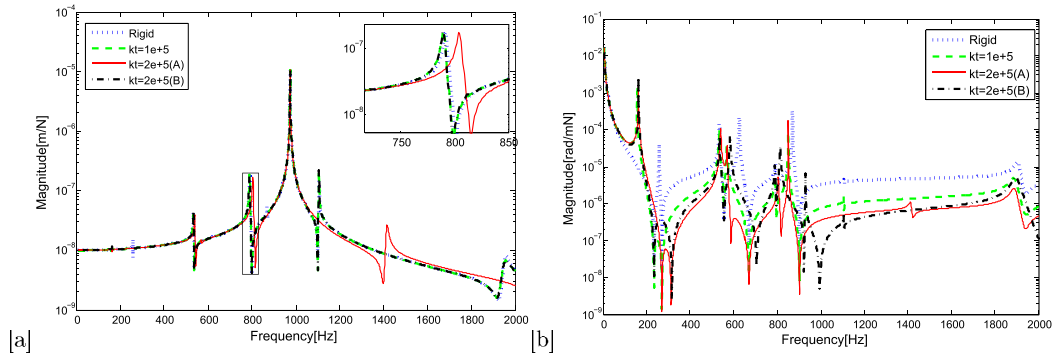 [a]
Magnitude[m/N]
10^-4
10^-5
10^-6
10^-7
10^-8
10^-9
0 200 400 600 800 1000 1200 1400 1600 1800 2000
Frequency[Hz]
Rigid
kt=1e+5
kt=2e+5(A)
kt=2e+5(B)
10^-7
10^-8
750 800 850
[b]
Magnitude[rad/mN]
10^-1
10^-2
10^-3
10^-4
10^-5
10^-6
10^-7
10^-8
10^-9
0 200 400 600 800 1000 1200 1400 1600 1800 2000
Frequency[Hz]
Rigid
kt=1e+5
kt=2e+5(A)
kt=2e+5(B)